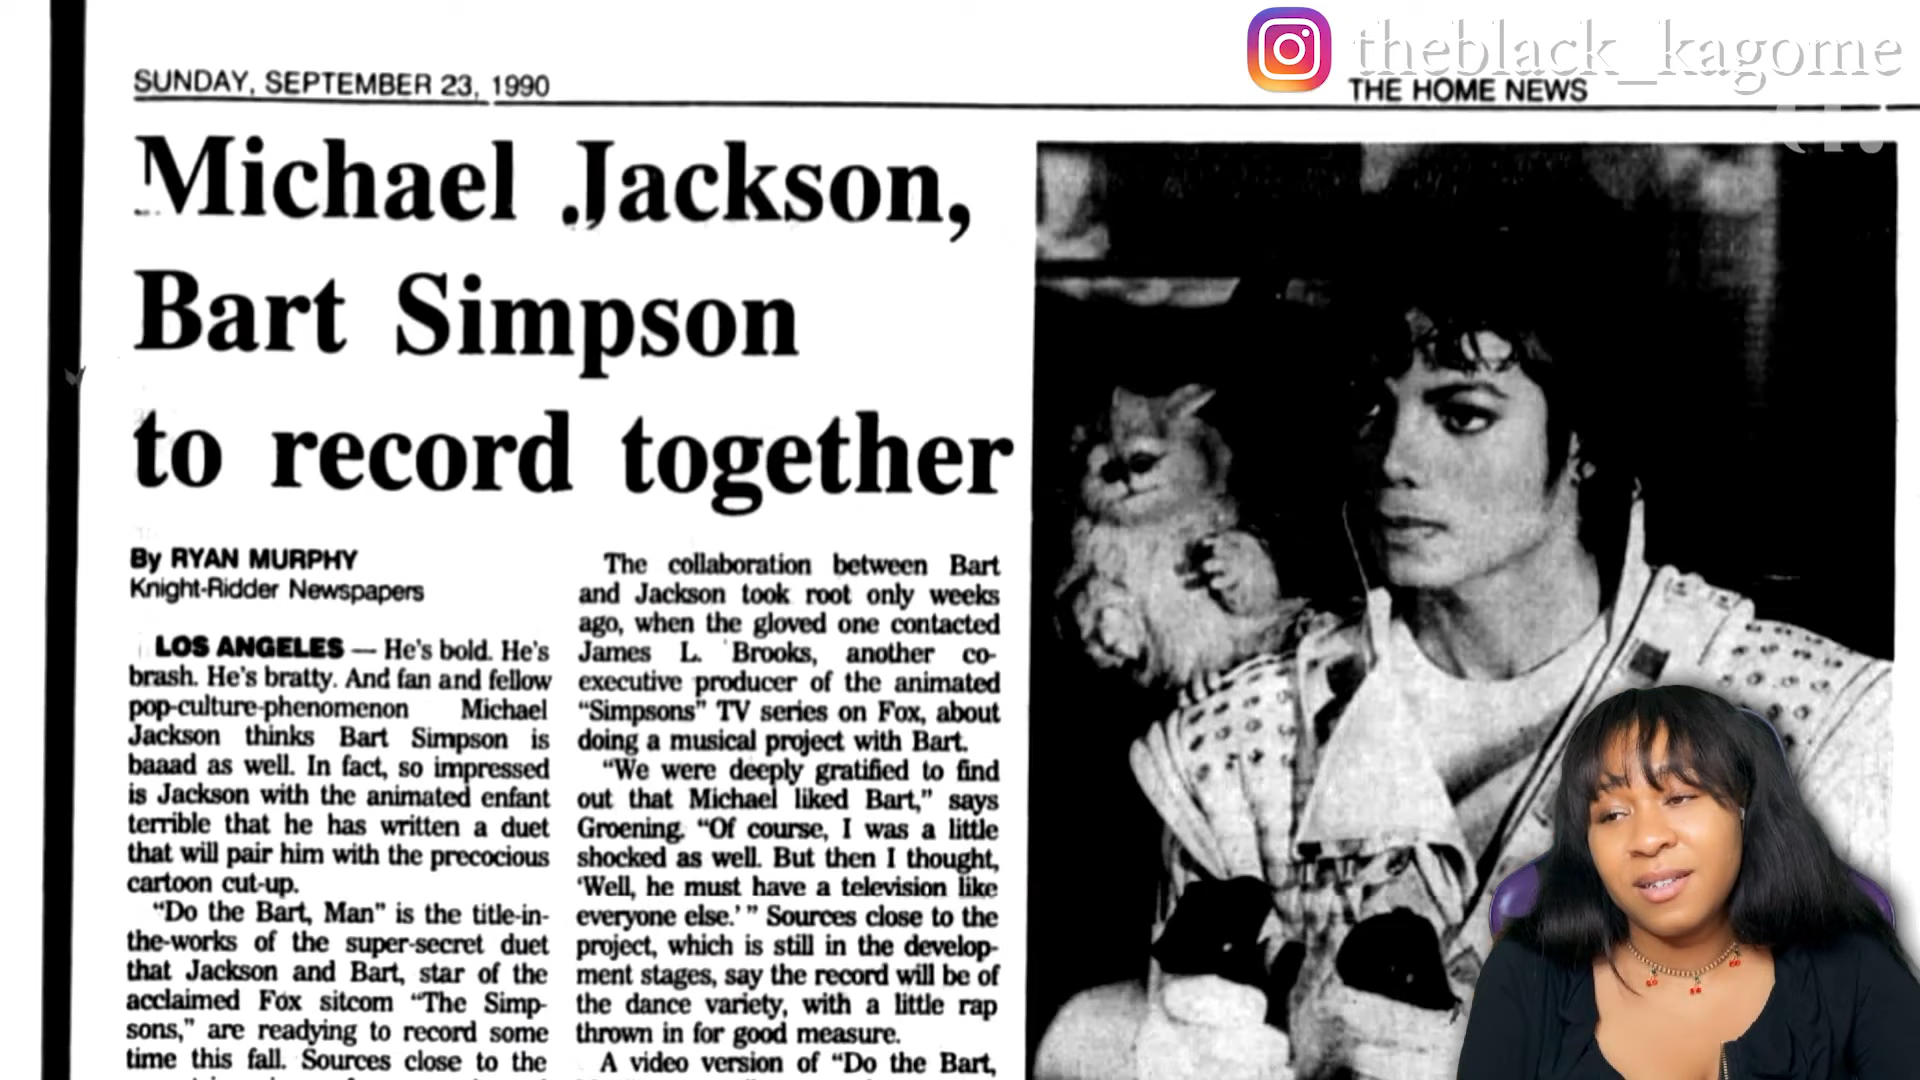 theblack_kagome
SUNDAY, SEPTEMBER 23, 1990
THE HOME NEWS
Michael Jackson,
Bart Simpson
to record together
By RYAN MURPHY
Knight-Ridder Newspapers
LOS ANGELES — He's bold. He's
brash. He's bratty. And fan and fellow
pop-culture-phenomenon Michael
Jackson thinks Bart Simpson is
baaad as well. In fact, so impressed
is Jackson with the animated enfant
terrible that he has written a duet
that will pair him with the precocious
cartoon cut-up.
"Do the Bart, Man" is the title-in-
the-works of the super-secret duet
that Jackson and Bart, star of the
acclaimed Fox sitcom "The Simp-
sons," are readying to record some
time this fall. Sources close to the
The collaboration between Bart
and Jackson took root only weeks
ago, when the gloved one contacted
James L. Brooks, another co-
executive producer of the animated
"Simpsons" TV series on Fox, about
doing a musical project with Bart.
"We were deeply gratified to find
out that Michael liked Bart," says
Groening. "Of course, I was a little
shocked as well. But then I thought,
'Well, he must have a television like
everyone else.' " Sources close to the
project, which is still in the develop-
ment stages, say the record will be of
the dance variety, with a little rap
thrown in for good measure.
A video version of "Do the Bart,